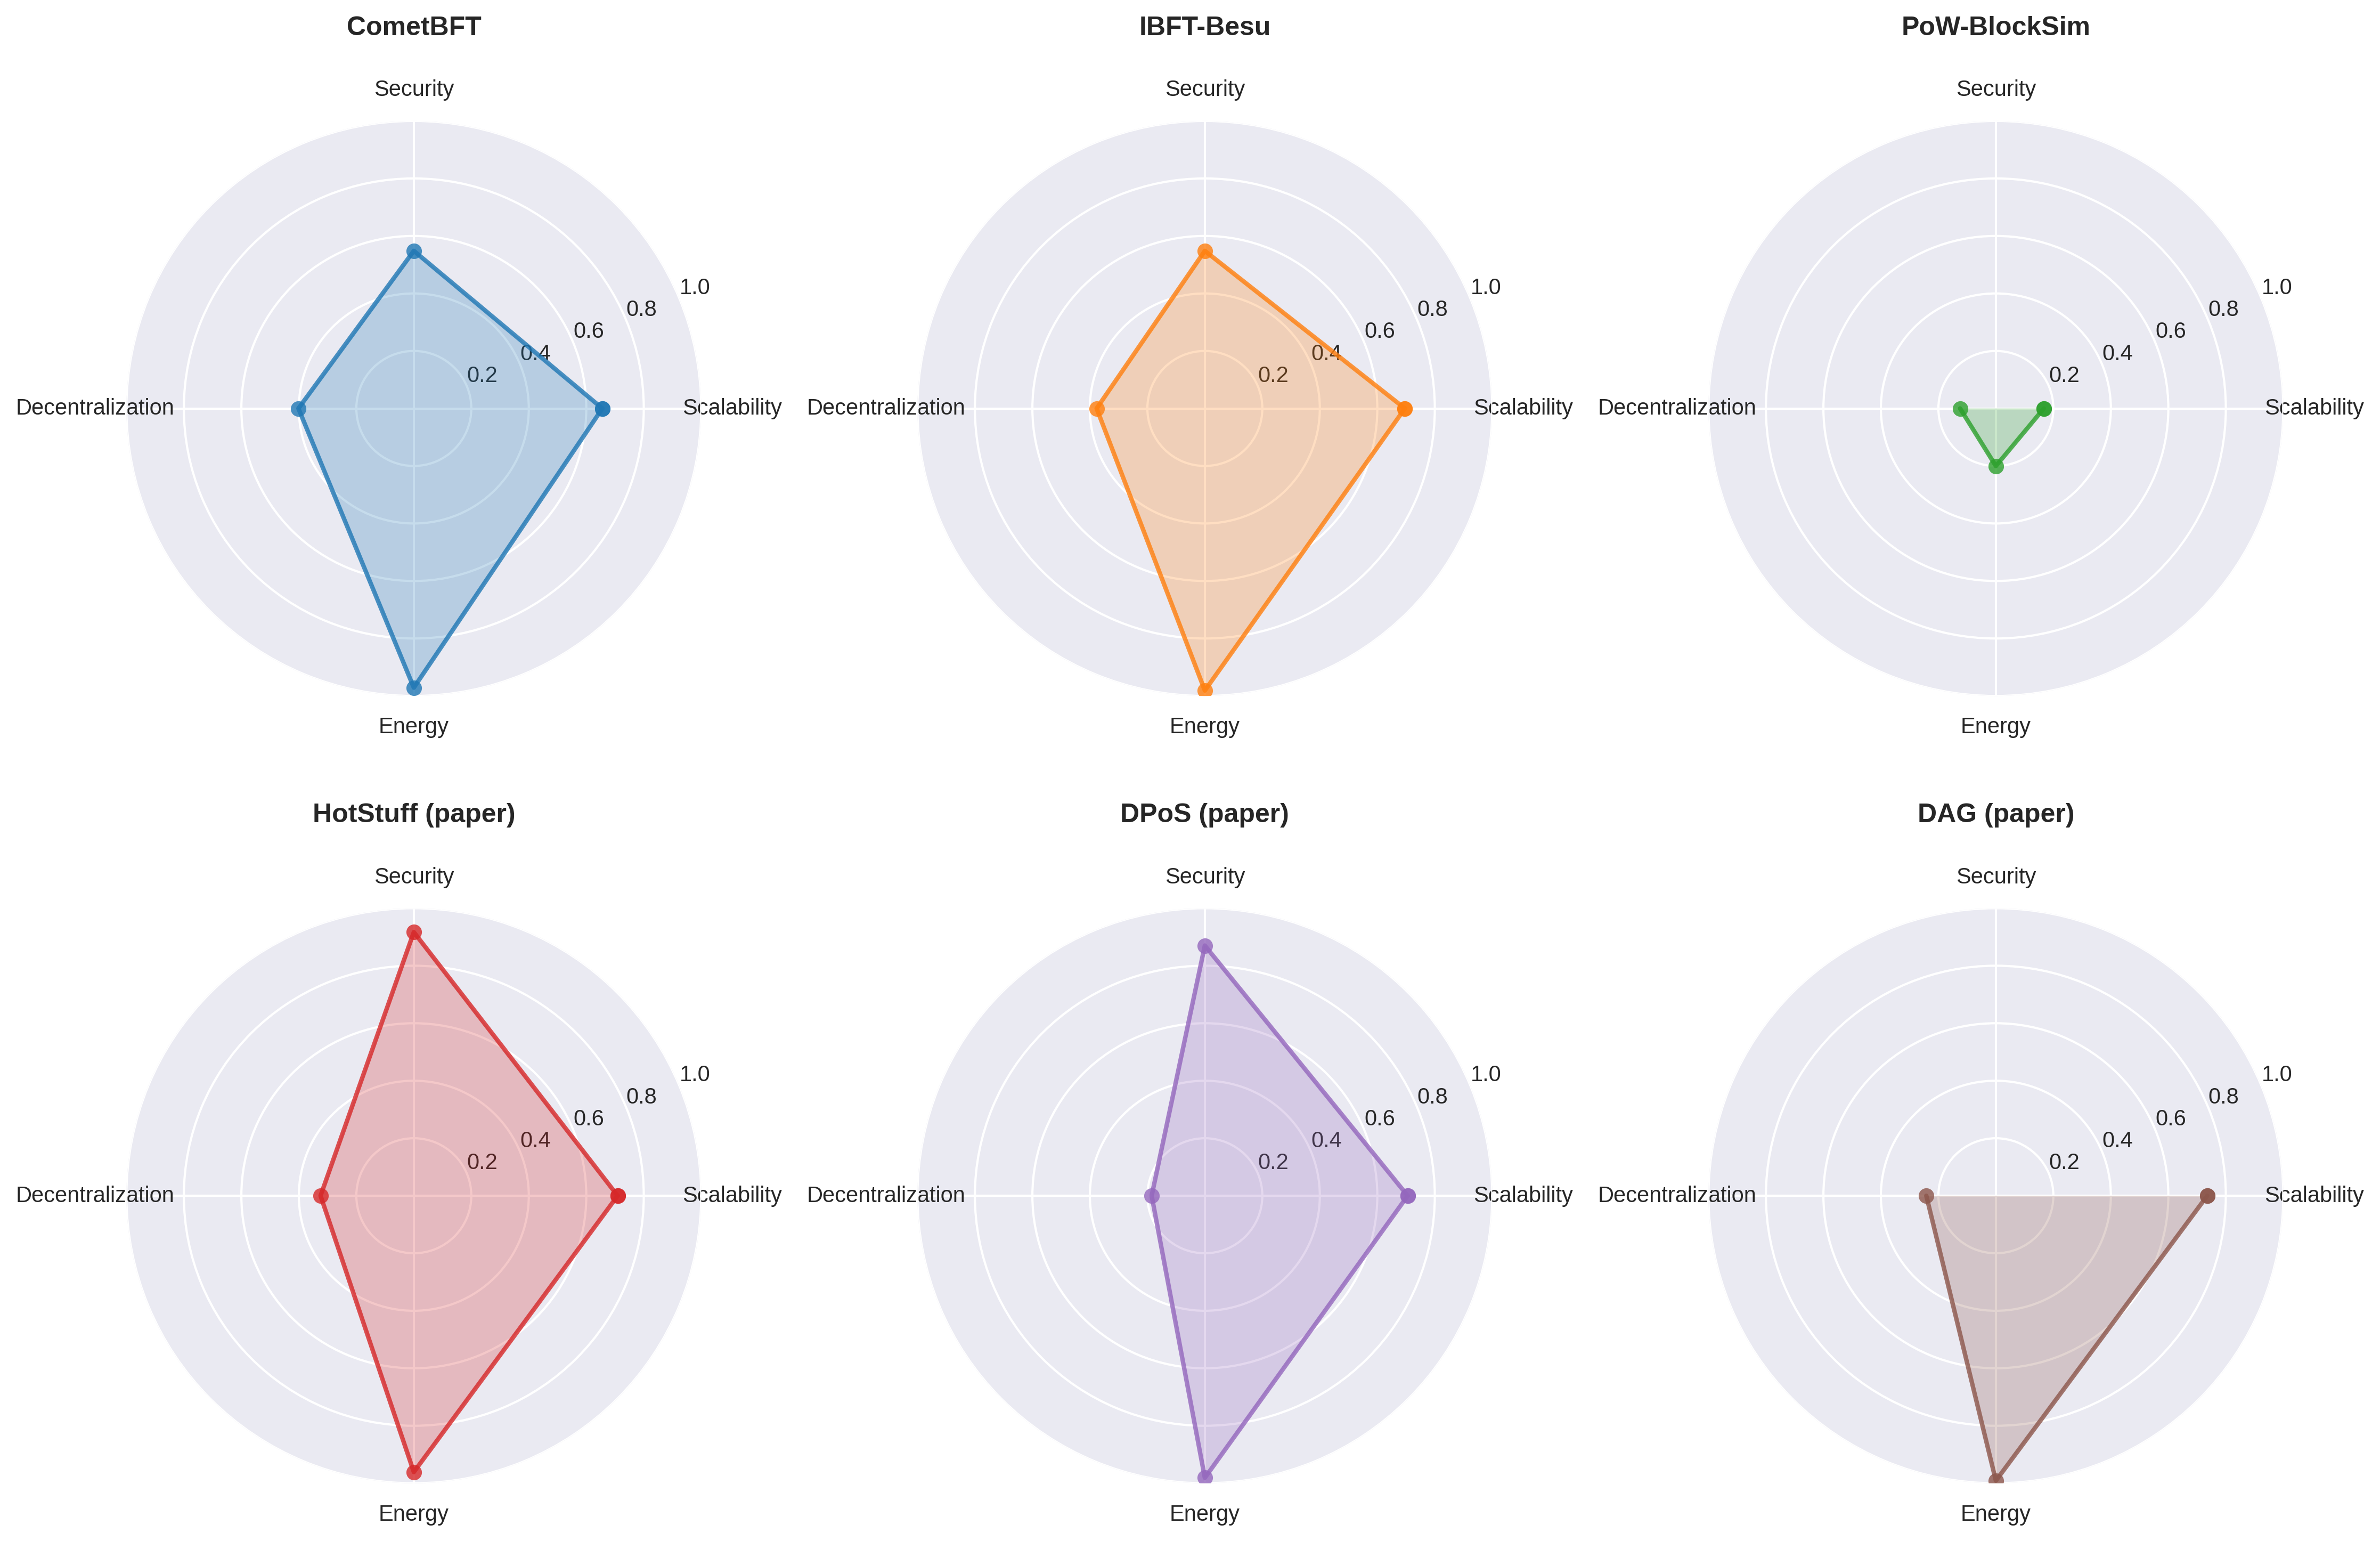 CometBFT
Security
1.0
0.8
0.6
0.4
0.2
Decentralization
Scalability
Energy
IBFT-Besu
Security
1.0
0.8
0.6
0.4
0.2
Decentralization
Scalability
Energy
PoW-BlockSim
Security
1.0
0.8
0.6
0.4
0.2
Decentralization
Scalability
Energy
HotStuff (paper)
Security
1.0
0.8
0.6
0.4
0.2
Decentralization
Scalability
Energy
DPoS (paper)
Security
1.0
0.8
0.6
0.4
0.2
Decentralization
Scalability
Energy
DAG (paper)
Security
1.0
0.8
0.6
0.4
0.2
Decentralization
Scalability
Energy